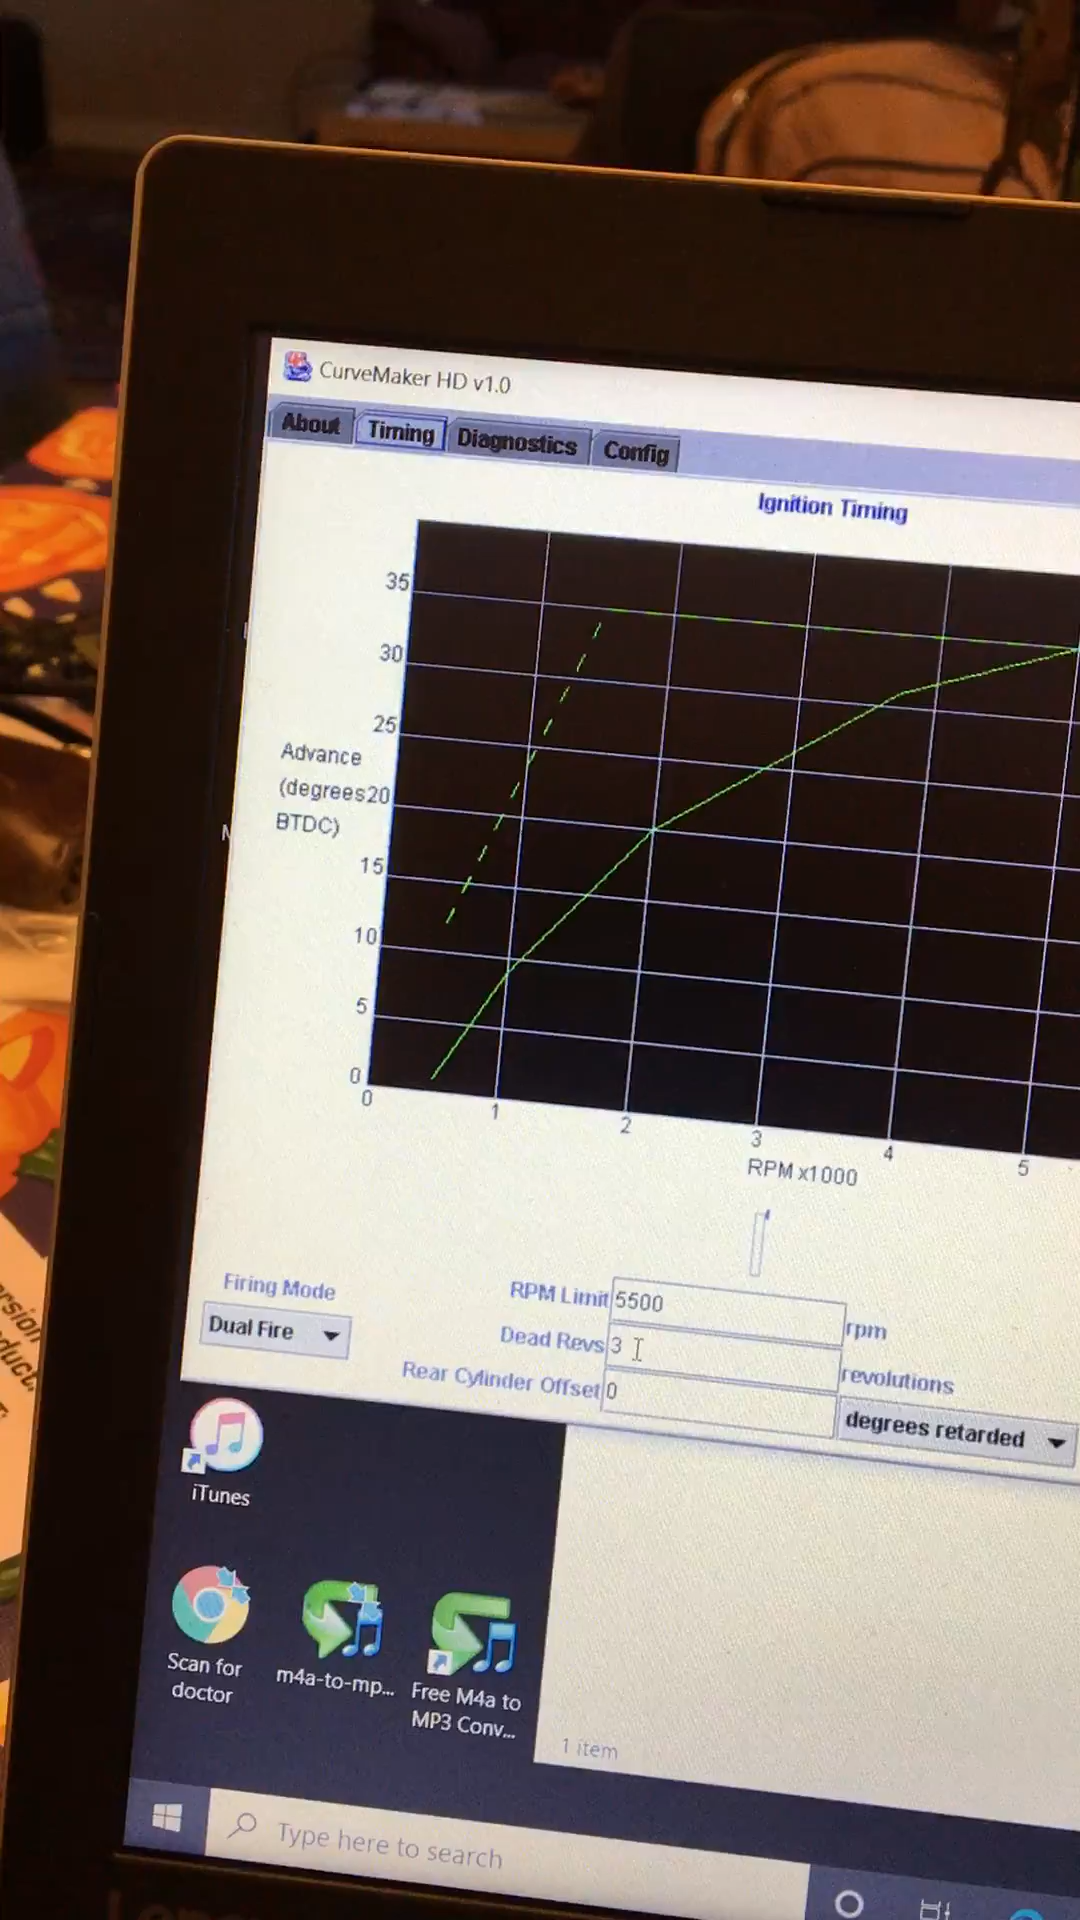 CurveMaker HD v1.0
About Timing Diagnostics Config
Ignition Timing
35
30
25
Advance
(degrees20
BTDC)
15
10
5
0
0 1 2 3 4 5
RPM x1000
Firing Mode
Dual Fire
RPM Limit 5500 rpm
Dead Revs 3 revolutions
Rear Cylinder Offset 0 degrees retarded
iTunes
Scan for
doctor
m4a-to-mp...
Free M4a to
MP3 Conv...
1 item
Type here to search